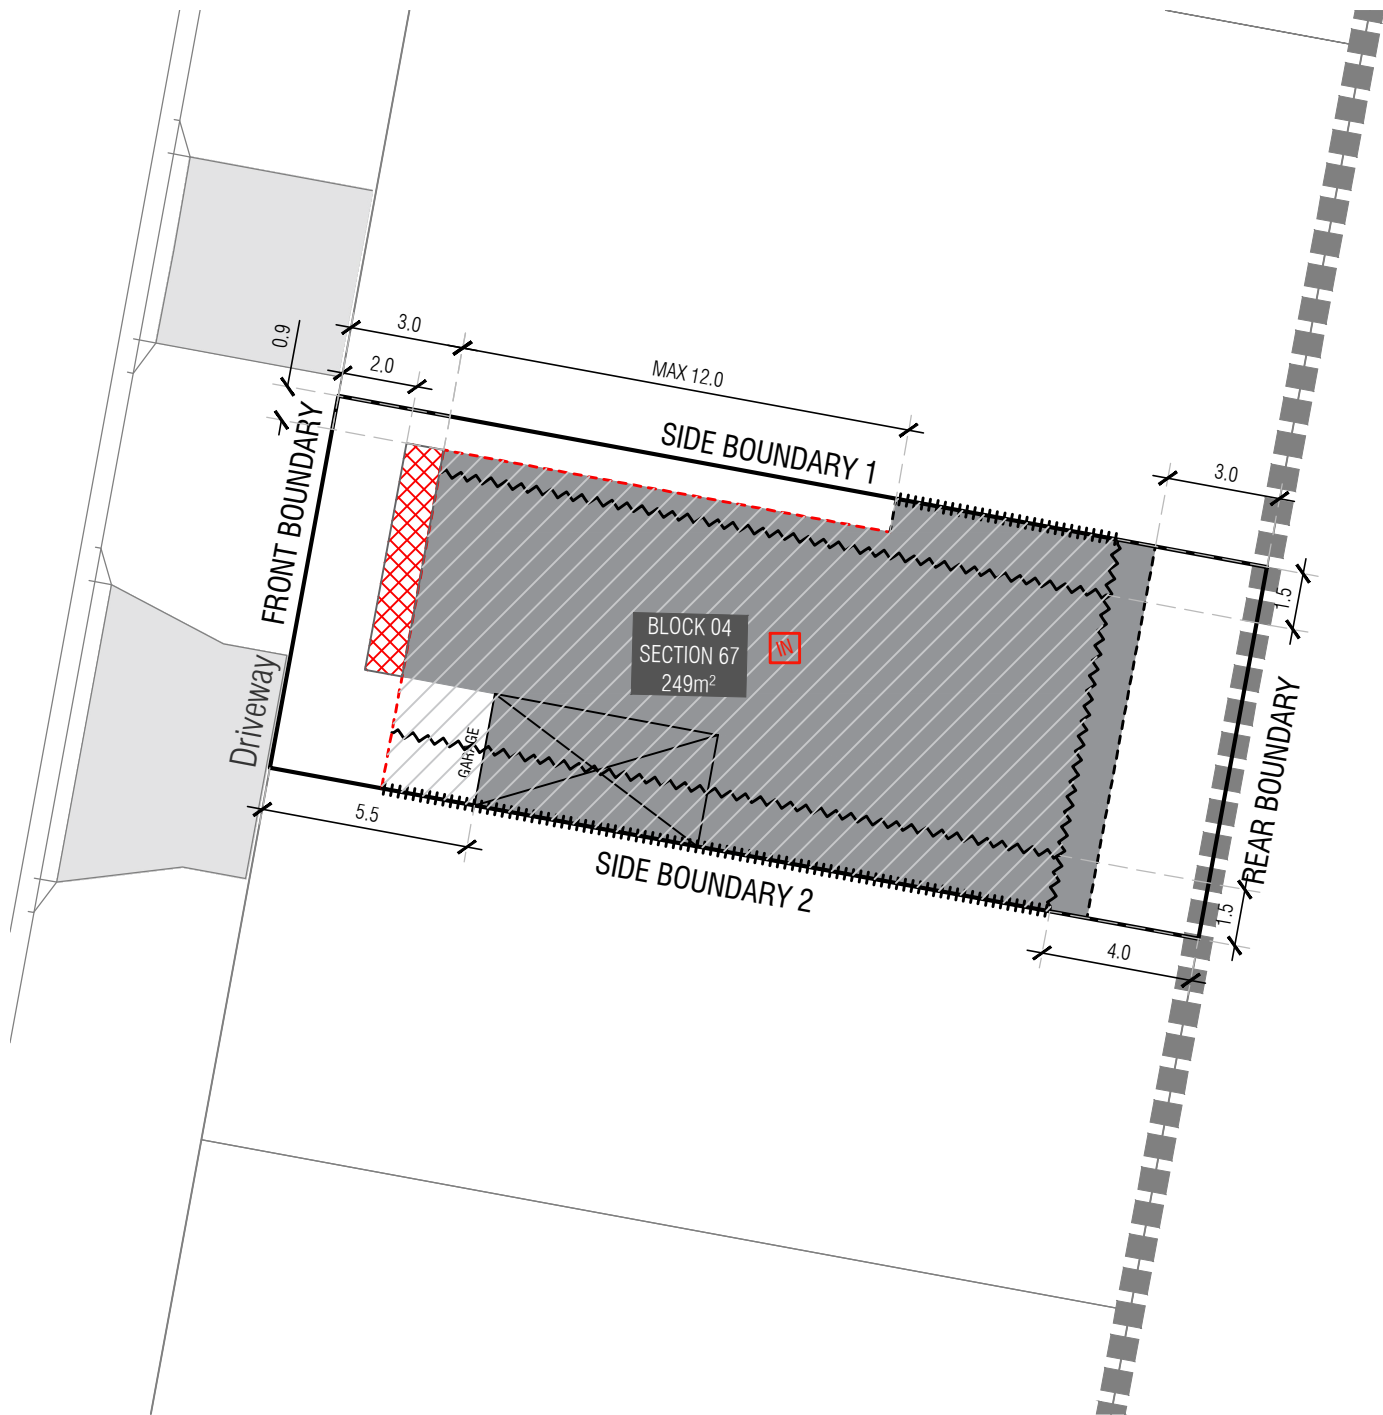 3.0
0.9
2.0
MAX 12.0
SIDE BOUNDARY 1
3.0
FRONT BOUNDARY
1.5
BLOCK 04
SECTION 67
249m²
IN
Driveway
GARAGE
REAR BOUNDARY
5.5
SIDE BOUNDARY 2
1.5
4.0